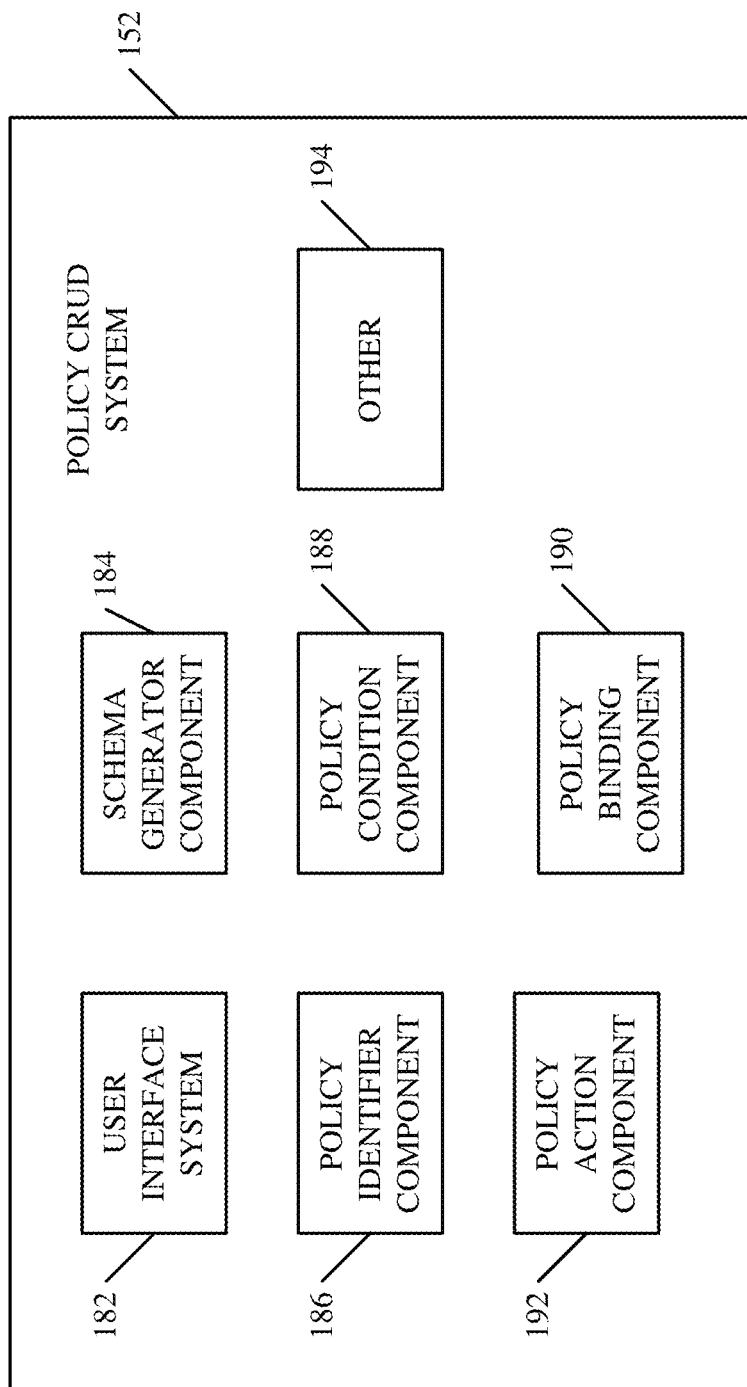 152
POLICY CRUD
SYSTEM
182
USER
INTERFACE
SYSTEM
184
SCHEMA
GENERATOR
COMPONENT
186
POLICY
IDENTIFIER
COMPONENT
188
POLICY
CONDITION
COMPONENT
194
OTHER
192
POLICY
ACTION
COMPONENT
190
POLICY
BINDING
COMPONENT